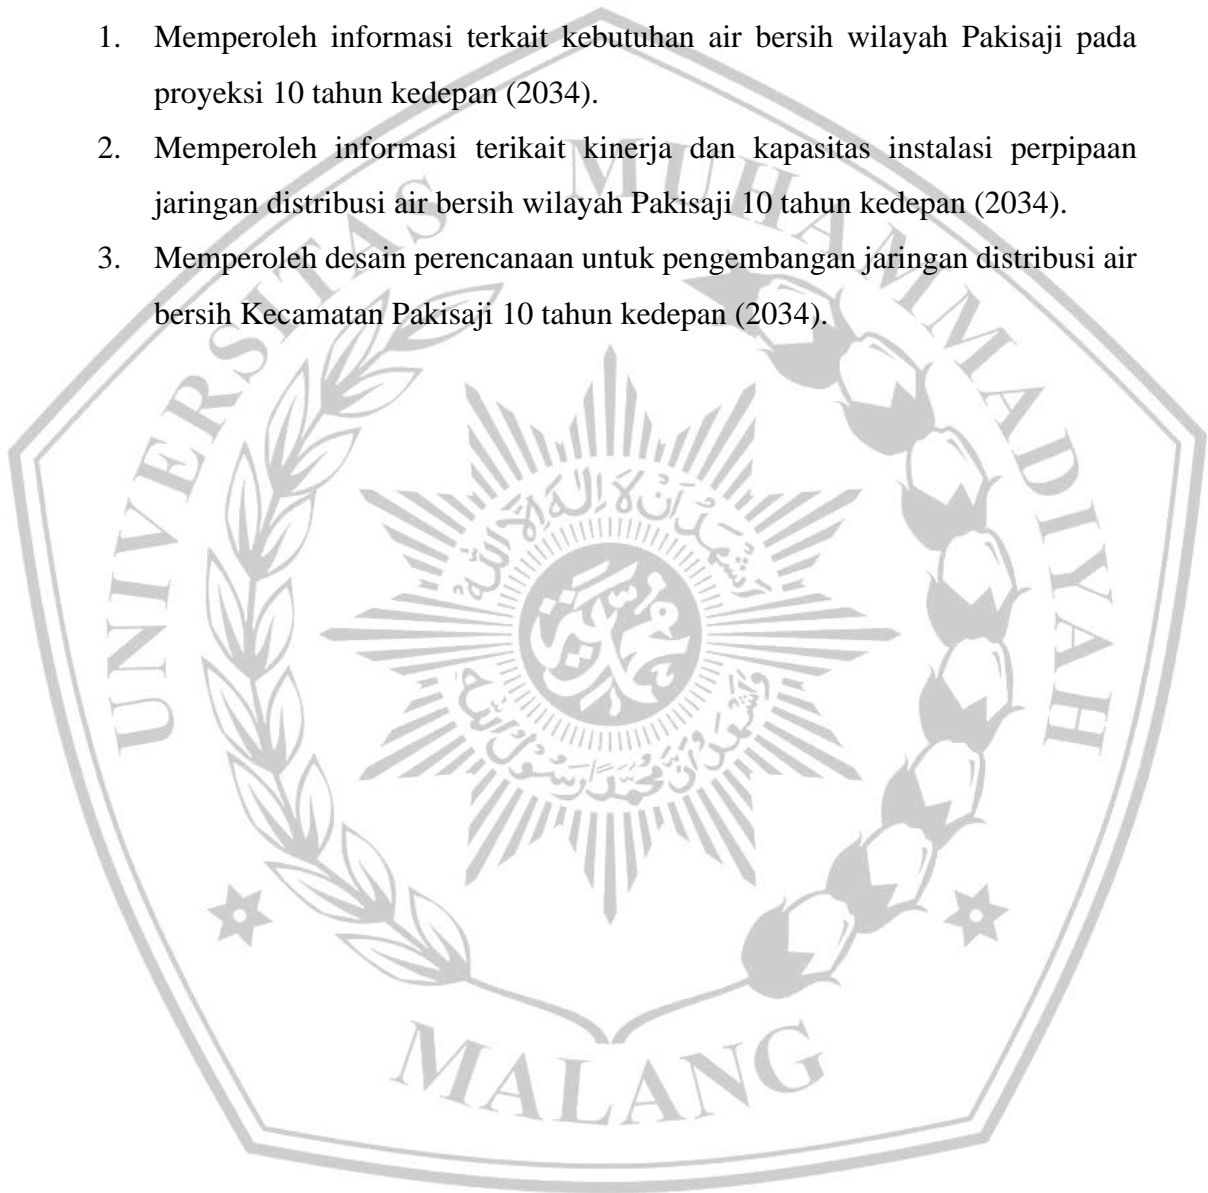 1. Memperoleh informasi terkait kebutuhan air bersih wilayah Pakisaji pada
proyeksi 10 tahun kedepan (2034).
2. Memperoleh informasi terikait kinerja dan kapasitas instalasi perpipaan
jaringan distribusi air bersih wilayah Pakisaji 10 tahun kedepan (2034).
3. Memperoleh desain perencanaan untuk pengembangan jaringan distribusi air
bersih Kecamatan Pakisaji 10 tahun kedepan (2034).
UNIVERSITAS MUHAMMADIYAH
MALANG